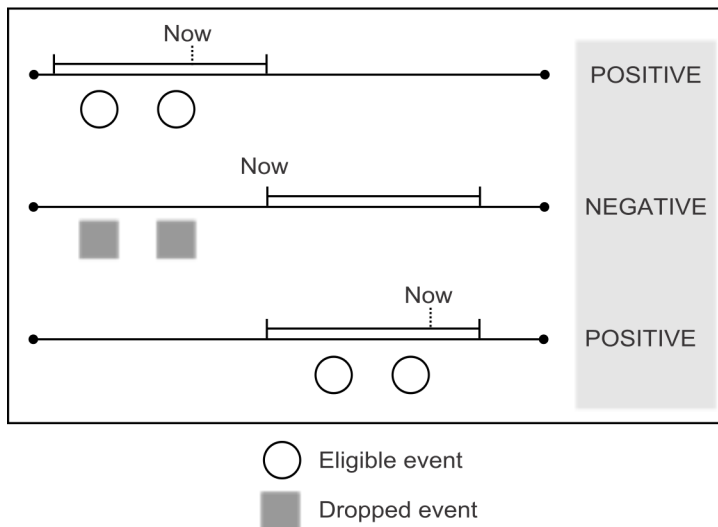 Now
POSITIVE
Now
NEGATIVE
Now
POSITIVE
Eligible event
Dropped event